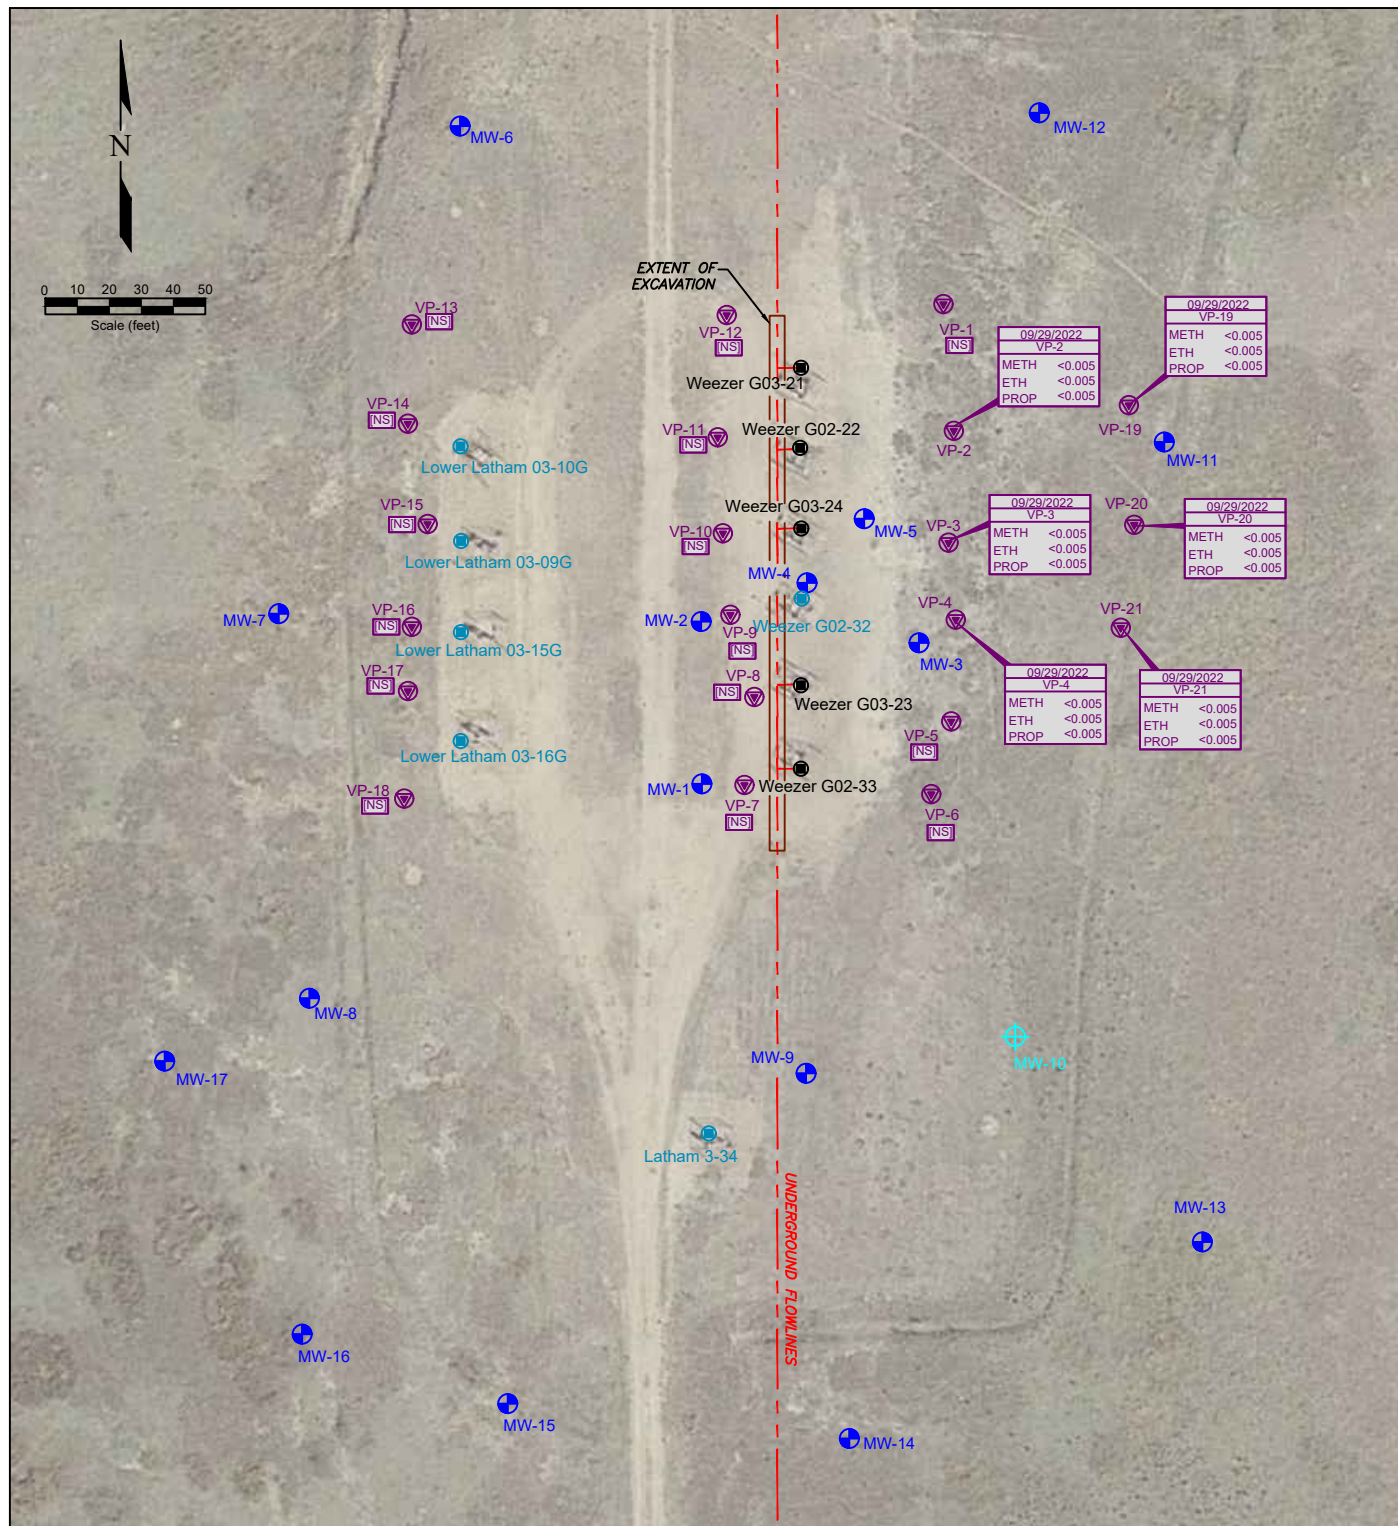 MW-6
MW-12
N
0 10 20 30 40 50
Scale (feet)
EXTENT OF
EXCAVATION
VP-13
[NS]
VP-12
[NS]
VP-1
[NS]
09/29/2022
VP-2
METH <0.005
ETH <0.005
PROP <0.005
09/29/2022
VP-19
METH <0.005
ETH <0.005
PROP <0.005
Weezer G03-21
VP-14
[NS]
VP-19
VP-11
[NS]
Weezer G02-22
VP-2
MW-11
Lower Latham 03-10G
VP-15
[NS]
Weezer G03-24
VP-10
[NS]
MW-5
VP-3
09/29/2022
VP-3
METH <0.005
ETH <0.005
PROP <0.005
VP-20
09/29/2022
VP-20
METH <0.005
ETH <0.005
PROP <0.005
Lower Latham 03-09G
MW-4
MW-7
VP-16
[NS]
MW-2
VP-9
[NS]
Weezer G02-32
VP-4
VP-21
Lower Latham 03-15G
MW-3
VP-17
[NS]
VP-8
[NS]
09/29/2022
VP-4
METH <0.005
ETH <0.005
PROP <0.005
09/29/2022
VP-21
METH <0.005
ETH <0.005
PROP <0.005
Weezer G03-23
VP-5
[NS]
Lower Latham 03-16G
VP-18
[NS]
MW-1
Weezer G02-33
VP-7
[NS]
VP-6
[NS]
MW-8
MW-9
MW-10
MW-17
Latham 3-34
UNDERGROUND FLOWLINES
MW-13
MW-16
MW-15
MW-14